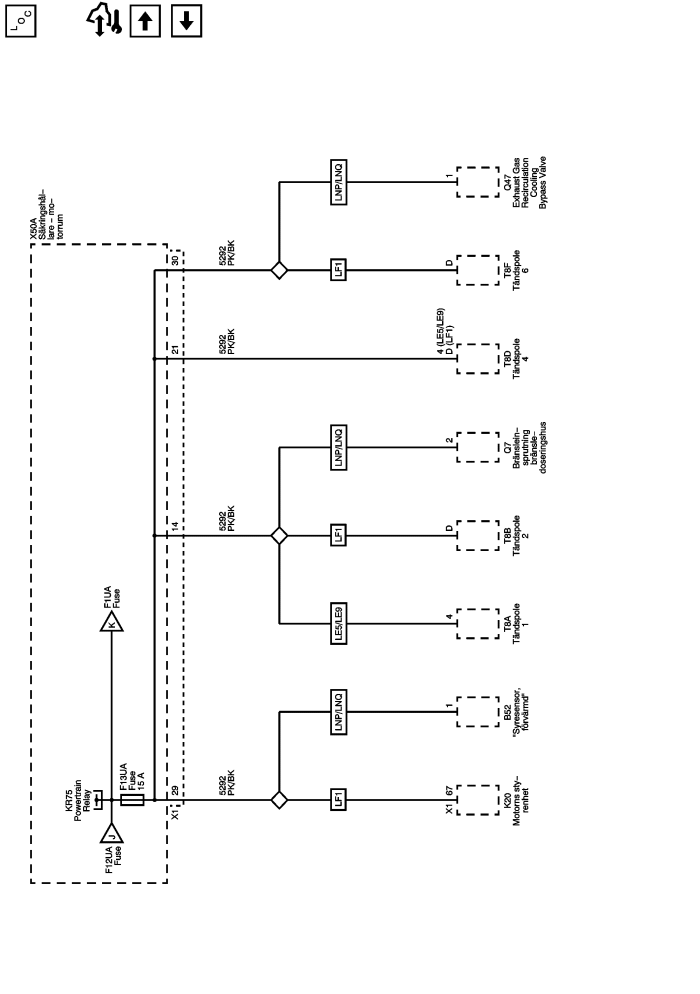 LOC
X50A
Säkringshål–
lare – mo–
torrum
KR75
Powertrain
Relay
J
F12UA
Fuse
K
F1UA
Fuse
F13UA
Fuse
15 A
X1
29
14
21
30
5292
PK/BK
5292
PK/BK
5292
PK/BK
5292
PK/BK
LF1
LNP/LNQ
LE5/LE9
LF1
LNP/LNQ
LF1
LNP/LNQ
X1
67
1
4
D
2
4 (LE5/LE9)
D (LF1)
D
1
K20
Motorns sty–
renhet
B52
"Syresensor,
förvärmd"
T8A
Tändspole
1
T8B
Tändspole
2
Q7
Bränslein–
sprutning
bränsle–
doseringshus
T8D
Tändspole
4
T8F
Tändspole
6
Q47
Exhaust Gas
Recirculation
Cooling
Bypass Valve